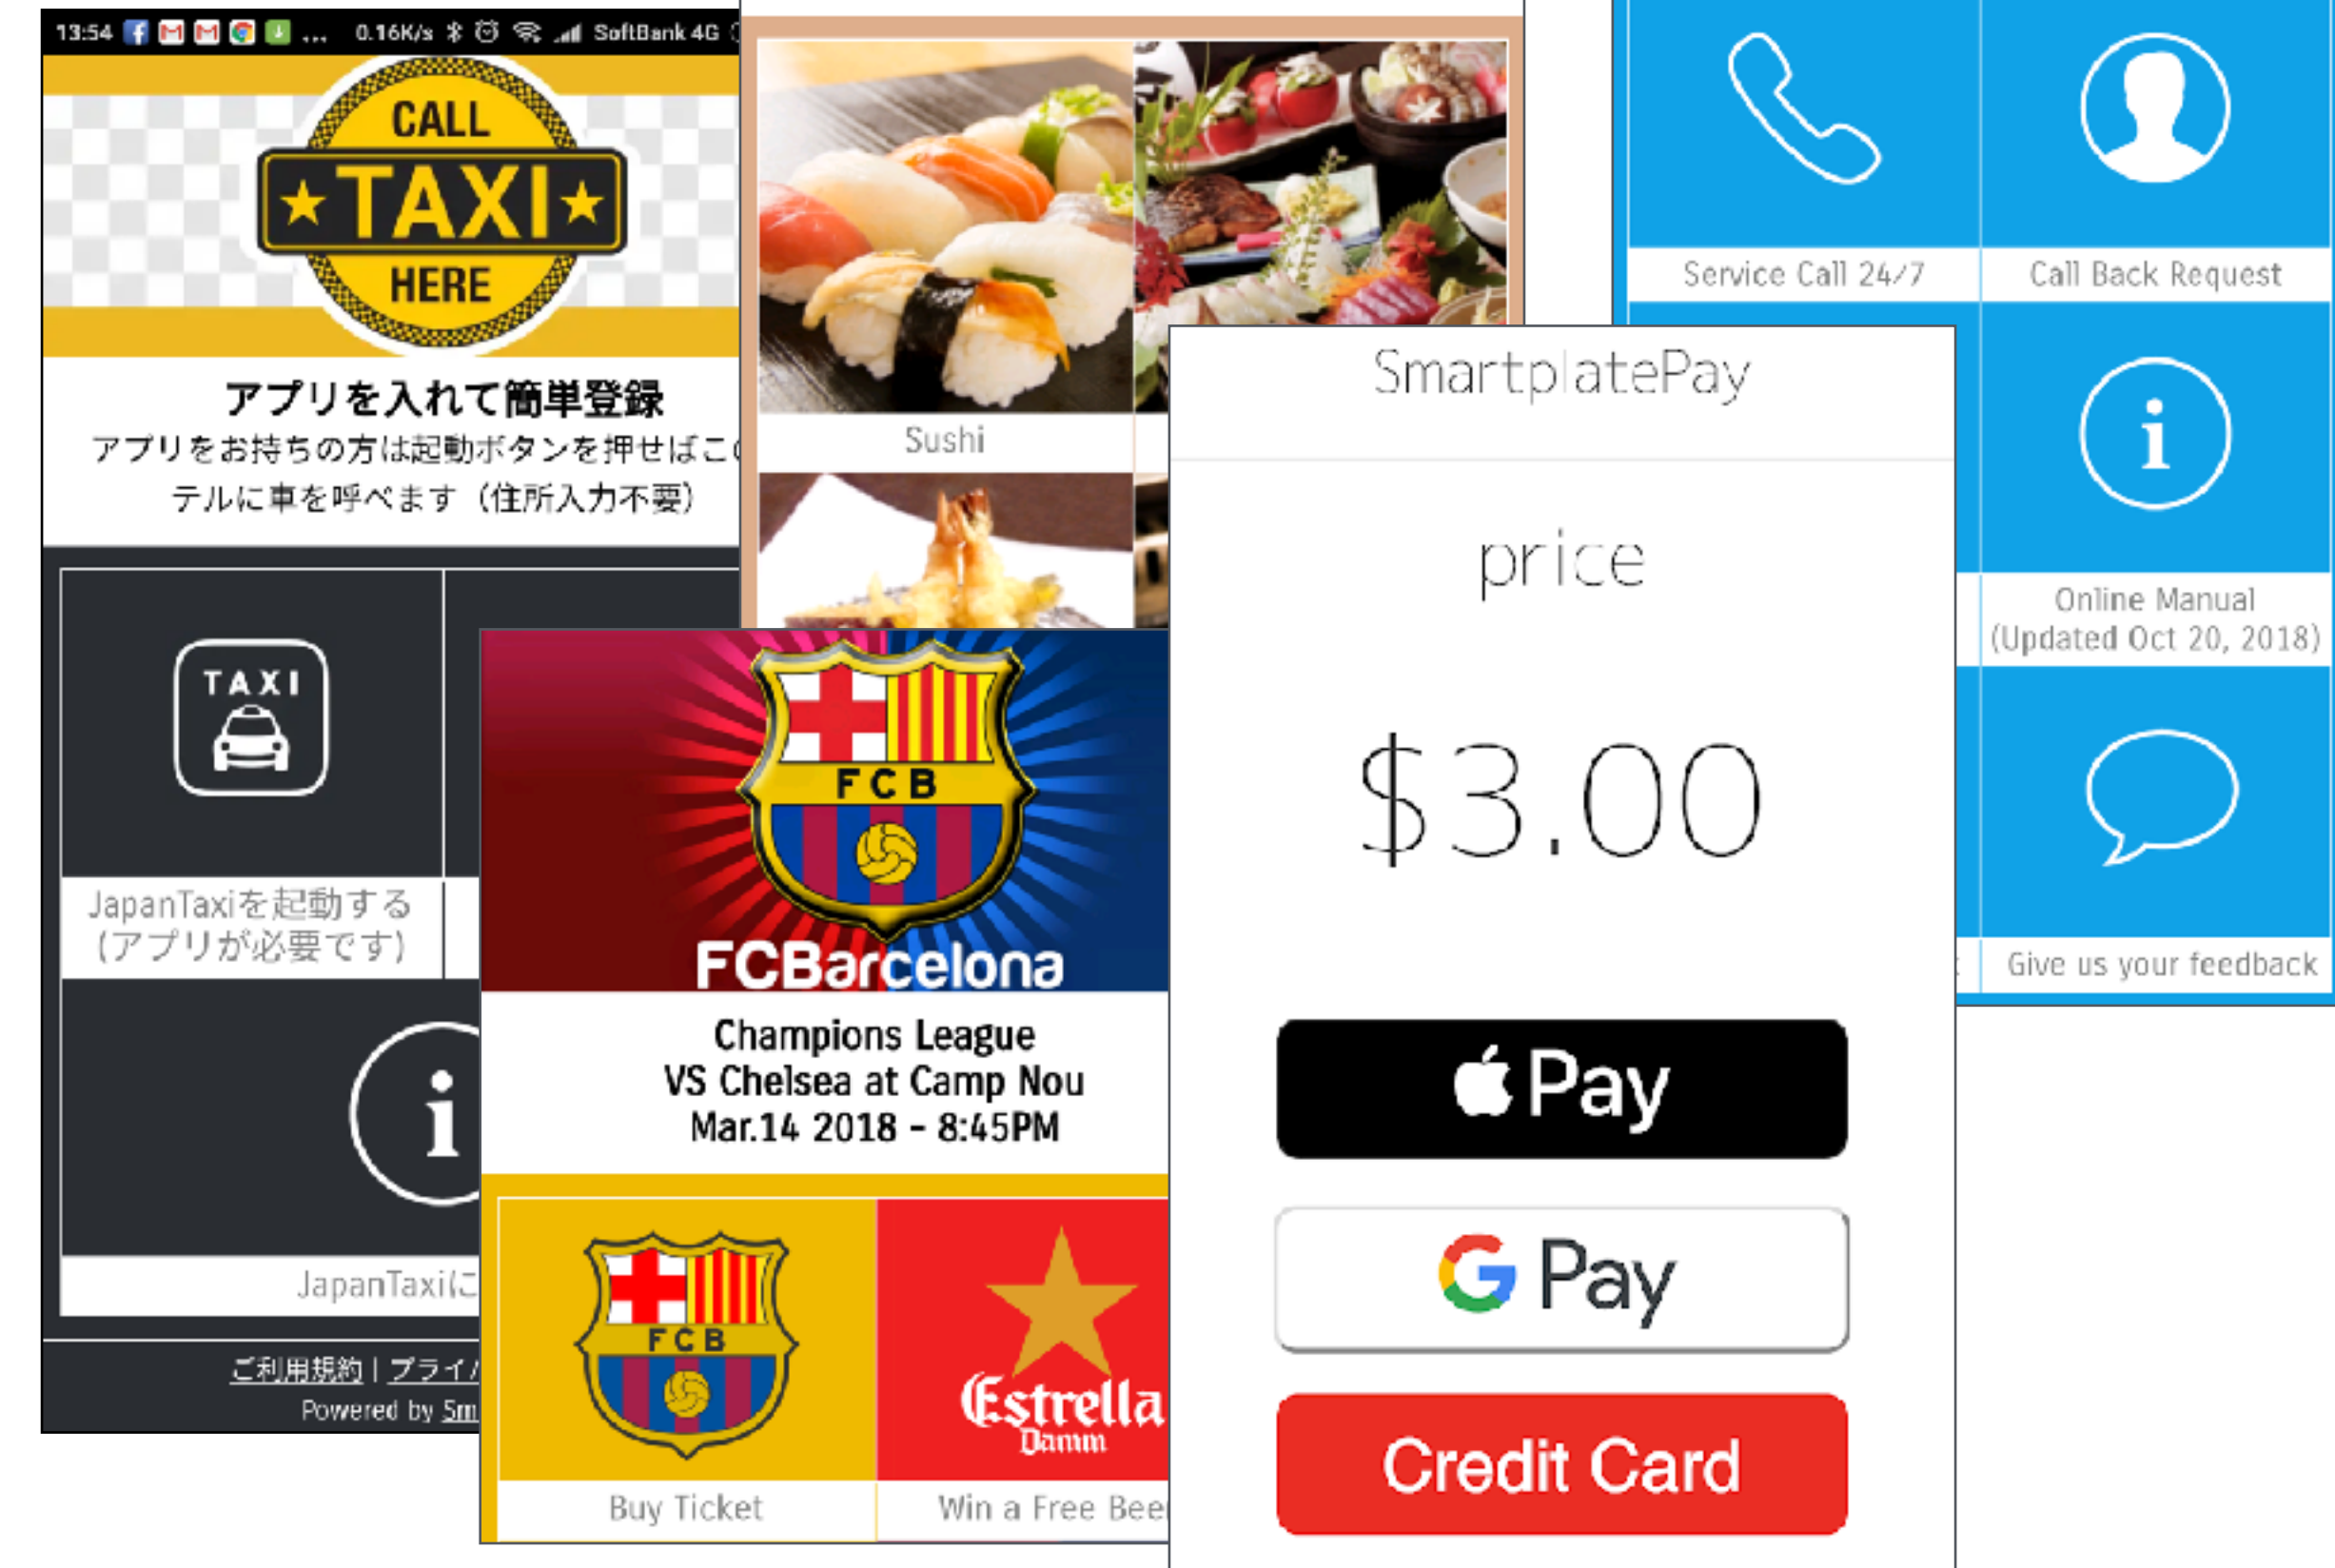 13:54 ... 0.16K/s SoftBank 4G
CALL
TAXI
HERE
アプリを入れて簡単登録
アプリをお持ちの方は起動ボタンを押せばこ
テルに車を呼べます（住所入力不要）
TAXI
JapanTaxiを起動する
(アプリが必要です)
i
JapanTaxiに
ご利用規約 | プライ
Powered by Sm
Sushi
FCB
FCBarcelona
Champions League
VS Chelsea at Camp Nou
Mar.14 2018 - 8:45PM
FCB
Buy Ticket
Estrella
Damm
Win a Free Beer
SmartplatePay
price
$3.00
Pay
G Pay
Credit Card
Service Call 24/7
Call Back Request
i
Online Manual
(Updated Oct 20, 2018)
Give us your feedback